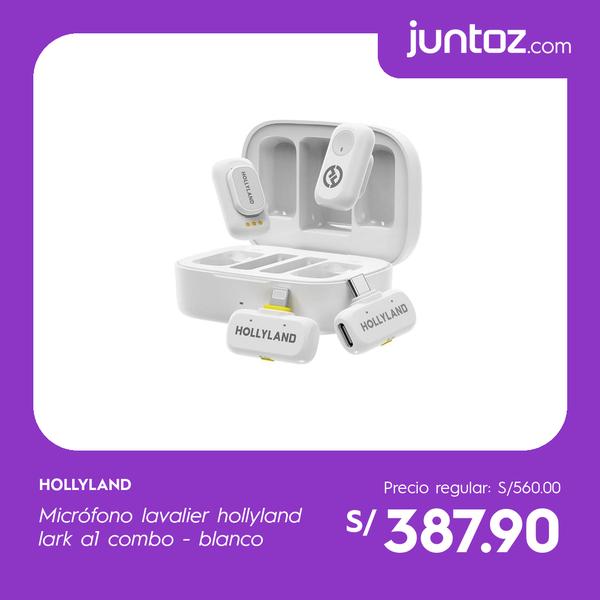 juntoz.com
HOLLYLAND
HOLLYLAND
HOLLYLAND
HOLLYLAND
Micrófono lavalier hollyland
lark a1 combo - blanco
Precio regular: S/560.00
S/ 387.90